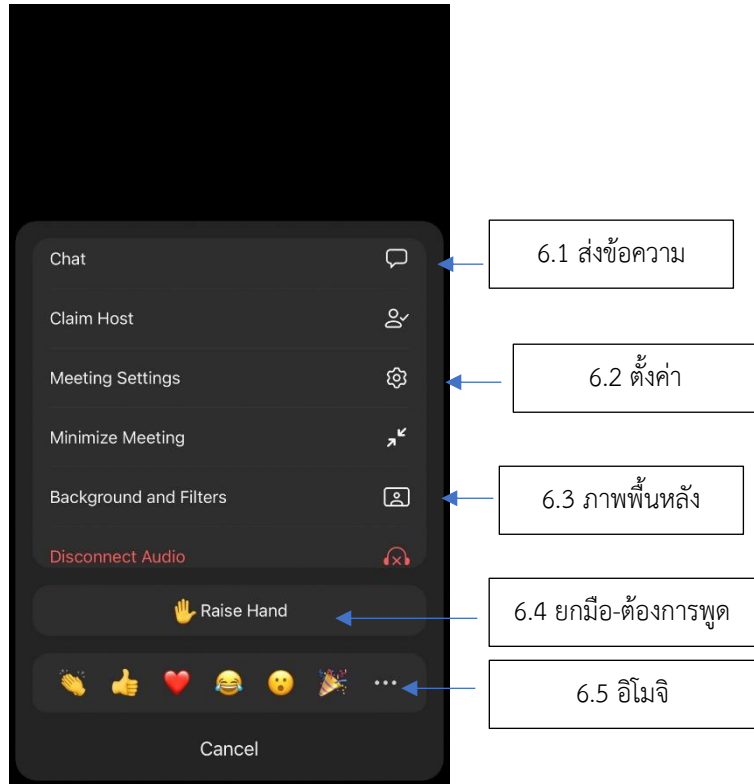 Chat
6.1 ส่งข้อความ
Claim Host
Meeting Settings
6.2 ตั้งค่า
Minimize Meeting
Background and Filters
6.3 ภาพพื้นหลัง
Disconnect Audio
Raise Hand
6.4 ยกมือ-ต้องการพูด
6.5 อิโมจิ
Cancel